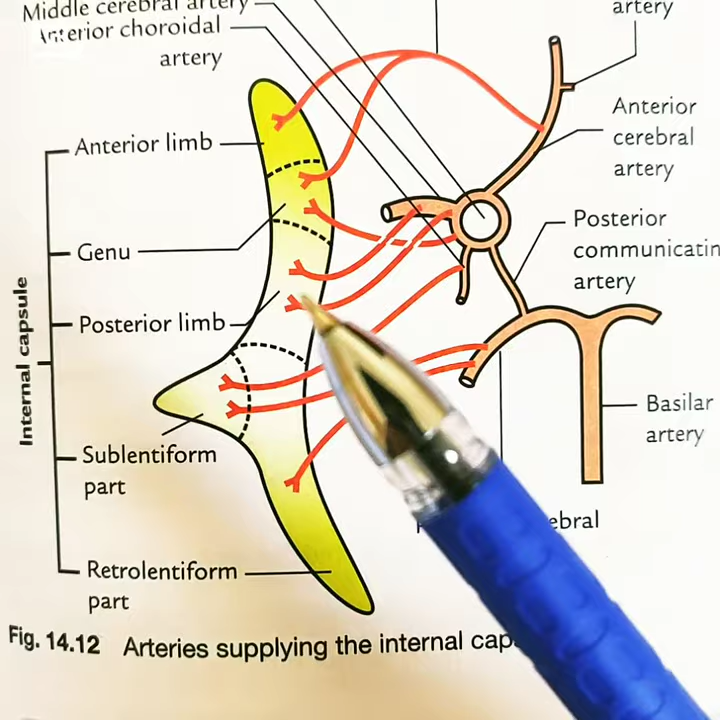 Middle cerebral artery
Anterior choroidal
artery
artery
Anterior limb
Anterior
cerebral
artery
Genu
Posterior
communicatin
artery
Internal capsule
Posterior limb
Basilar
artery
Sublentiform
part
ebral
Retrolentiform
part
Fig. 14.12 Arteries supplying the internal cap